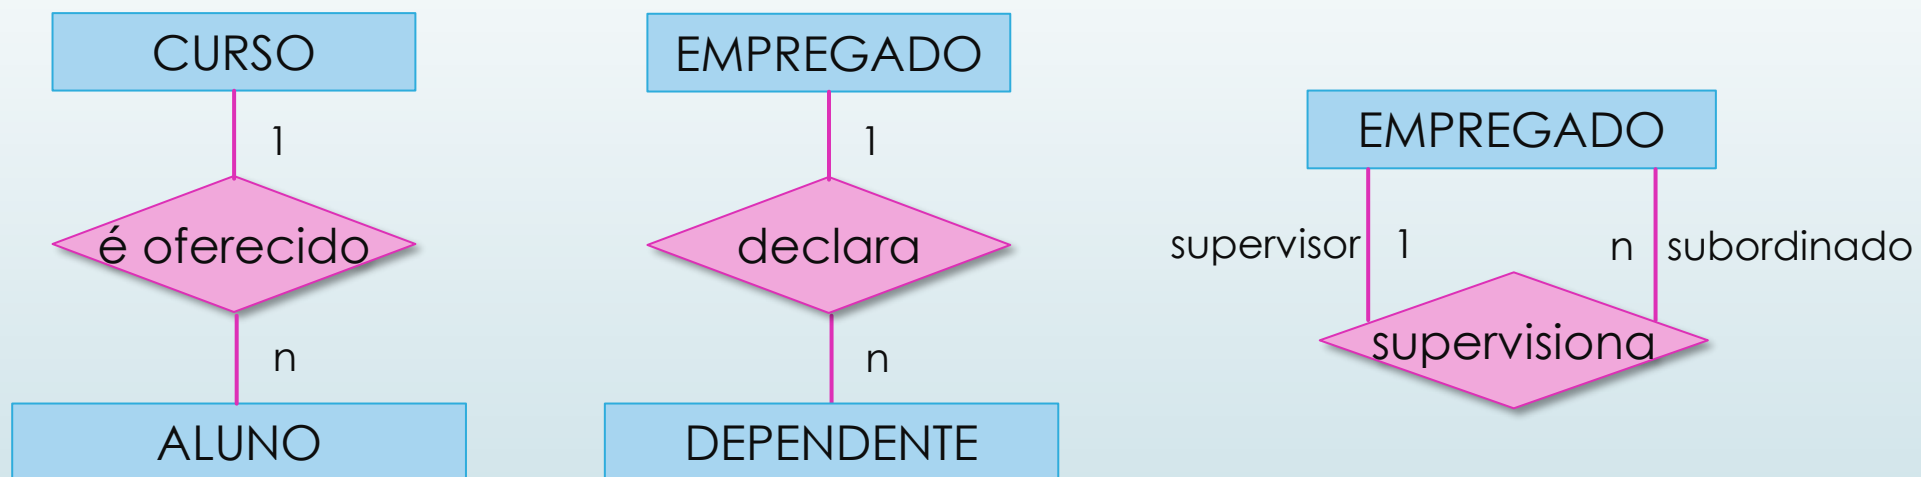 CURSO
1
é oferecido
n
ALUNO
EMPREGADO
1
declara
n
DEPENDENTE
EMPREGADO
supervisor 1 n subordinado
supervisiona